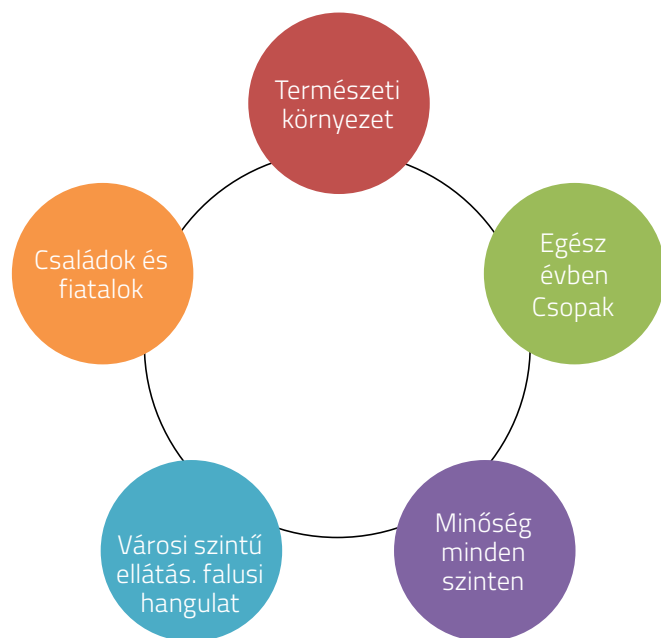 Természeti
környezet
Egész
évben
Csopak
Minőség
minden
szinten
Városi szintű
ellátás. falusi
hangulat
Családok és
fiatalok